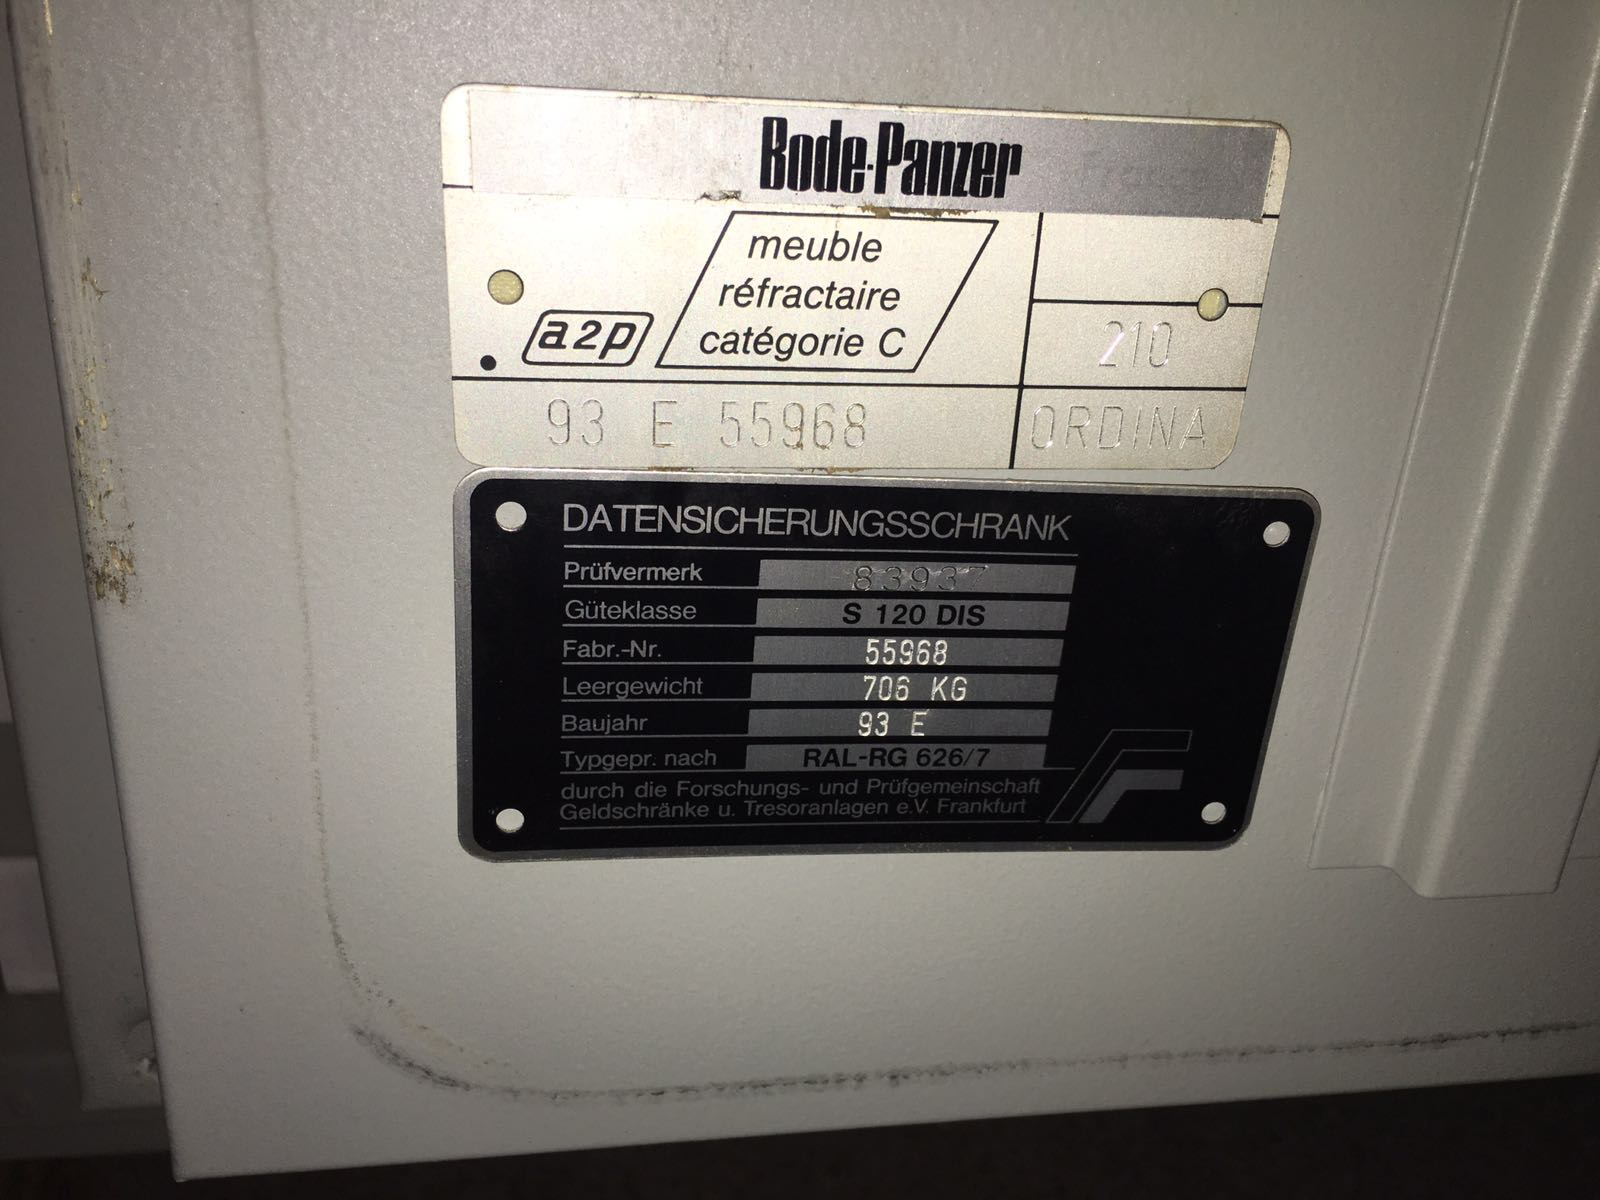 Bode-Panzer
meuble
réfractaire
catégorie C
a2p
210
93 E 55968
ORDINA
DATENSICHERUNGSSCHRANK
Prüfvermerk 83937
Güteklasse S 120 DIS
Fabr.-Nr. 55968
Leergewicht 706 KG
Baujahr 93 E
Typgepr. nach RAL-RG 626/7
durch die Forschungs- und Prüfgemeinschaft
Geldschränke u. Tresoranlagen e.V. Frankfurt